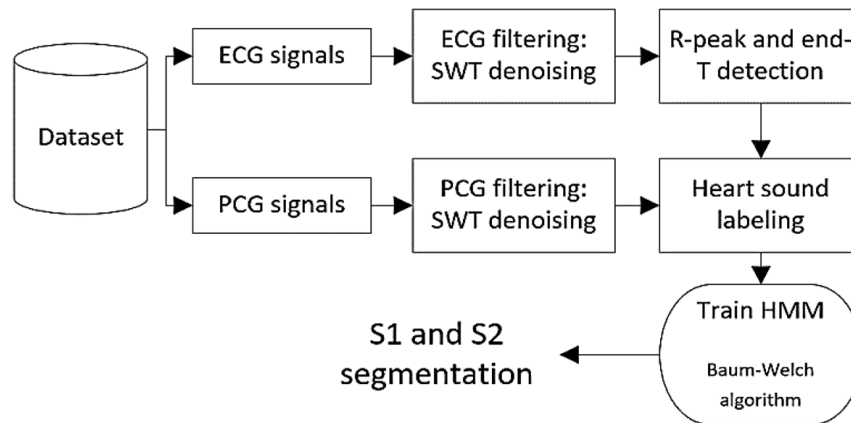 Dataset
ECG signals
ECG filtering:
SWT denoising
R-peak and end-
T detection
PCG signals
PCG filtering:
SWT denoising
Heart sound
labeling
Train HMM
Baum-Welch
algorithm
S1 and S2
segmentation